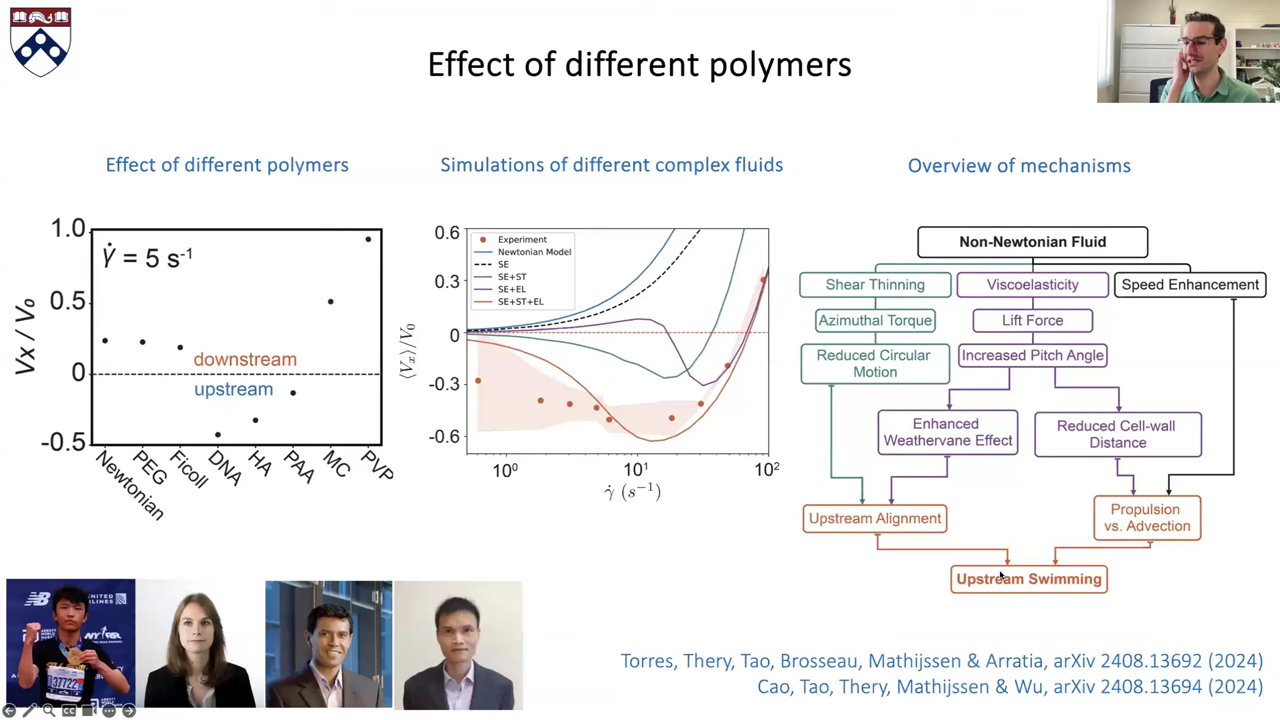 Effect of different polymers
Effect of different polymers
1.0
0.5
0
-0.5
Vx / V₀
γ̇ = 5 s⁻¹
downstream
upstream
Newtonian
PEG
Ficoll
DNA
HA
PAA
MC
PVP
Simulations of different complex fluids
0.6
0.3
0
-0.3
-0.6
⟨Vₓ⟩/V₀
Experiment
Newtonian Model
SE
SE+ST
SE+EL
SE+ST+EL
10⁰
10¹
10²
γ̇ (s⁻¹)
Overview of mechanisms
Non-Newtonian Fluid
Shear Thinning
Viscoelasticity
Speed Enhancement
Azimuthal Torque
Lift Force
Reduced Circular
Motion
Increased Pitch Angle
Enhanced
Weathervane Effect
Reduced Cell-wall
Distance
Upstream Alignment
Propulsion
vs. Advection
Upstream Swimming
NB
UNITED
AIRLINES
NYRR
37722
Torres, Thery, Tao, Brosseau, Mathijssen & Arratia, arXiv 2408.13692 (2024)
Cao, Tao, Thery, Mathijssen & Wu, arXiv 2408.13694 (2024)